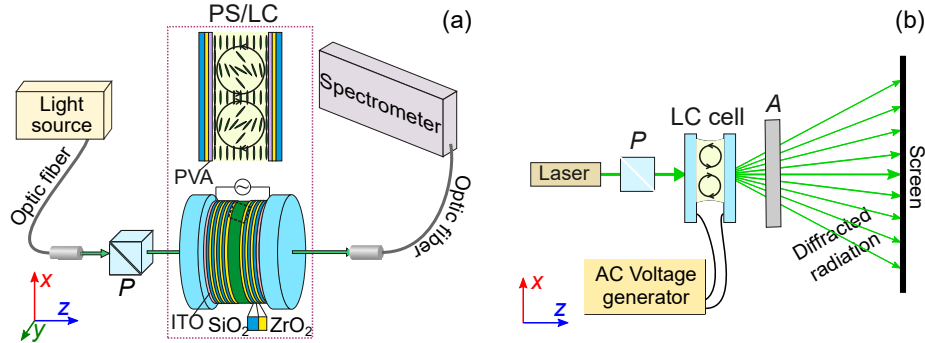 (a)
PS/LC
Light
source
Optic fiber
Spectrometer
PVA
Optic fiber
P
ITO
SiO₂
ZrO₂
x
y
z
(b)
LC cell
A
P
Laser
Screen
Diffracted
radiation
AC Voltage
generator
x
z